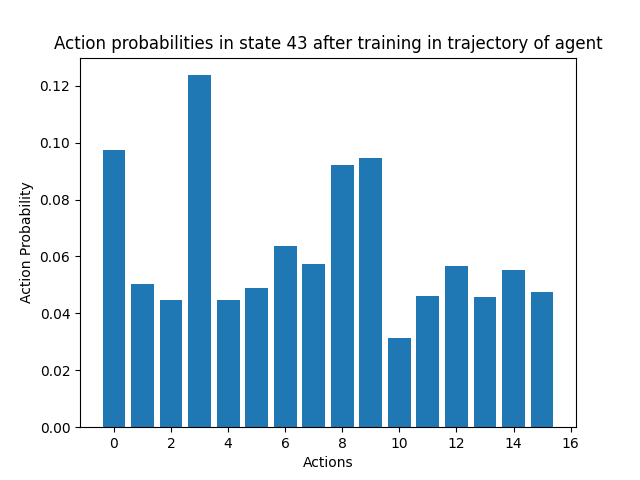 Action probabilities in state 43 after training in trajectory of agent
0.12
0.10
0.08
0.06
0.04
0.02
0.00
Action Probability
0 2 4 6 8 10 12 14 16
Actions